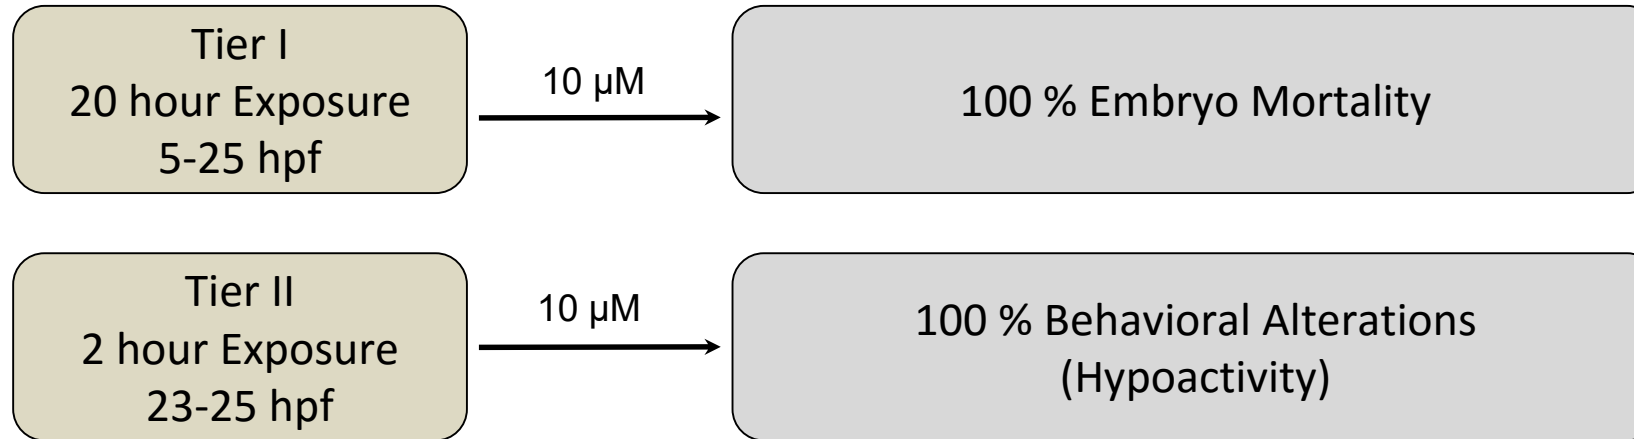 Tier I
20 hour Exposure
5-25 hpf
10 µM
100 % Embryo Mortality
Tier II
2 hour Exposure
23-25 hpf
10 µM
100 % Behavioral Alterations
(Hypoactivity)